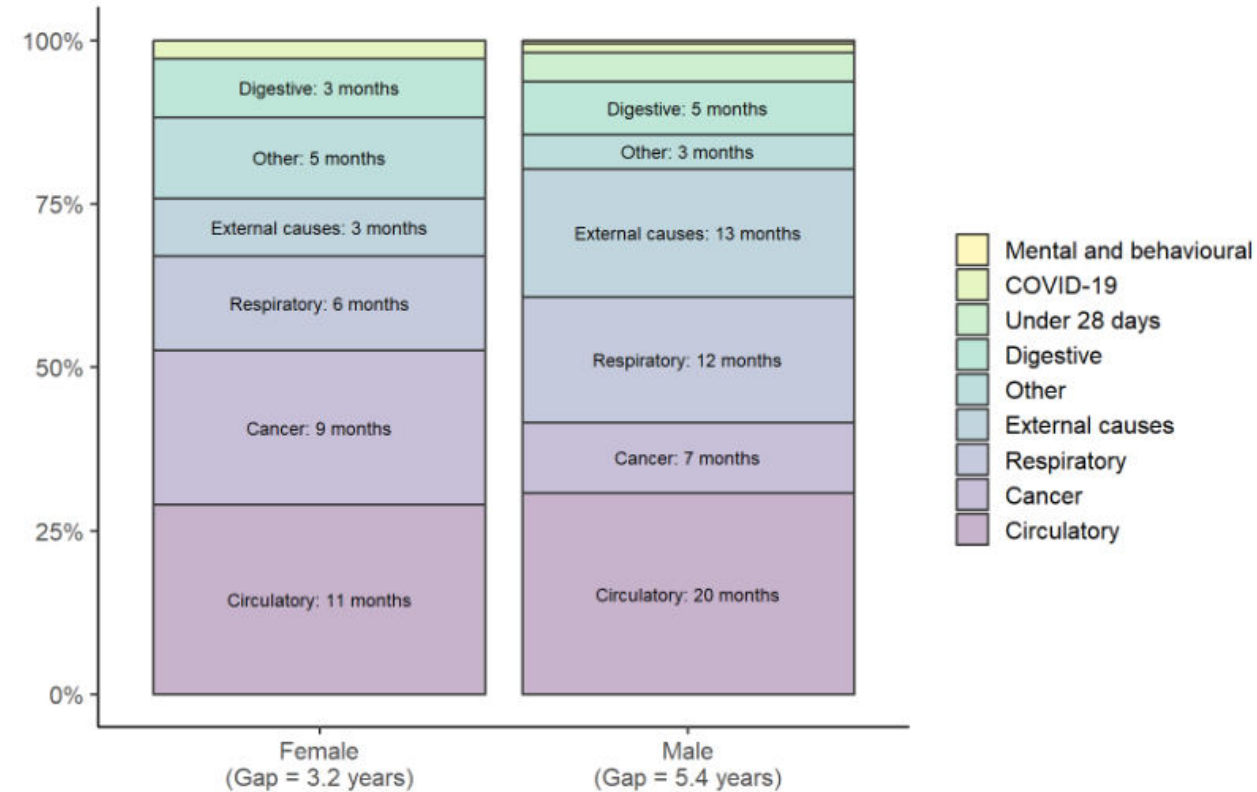 100%
75%
50%
25%
0%
Digestive: 3 months
Other: 5 months
External causes: 3 months
Respiratory: 6 months
Cancer: 9 months
Circulatory: 11 months
Digestive: 5 months
Other: 3 months
External causes: 13 months
Respiratory: 12 months
Cancer: 7 months
Circulatory: 20 months
Female
(Gap = 3.2 years)
Male
(Gap = 5.4 years)
Mental and behavioural
COVID-19
Under 28 days
Digestive
Other
External causes
Respiratory
Cancer
Circulatory